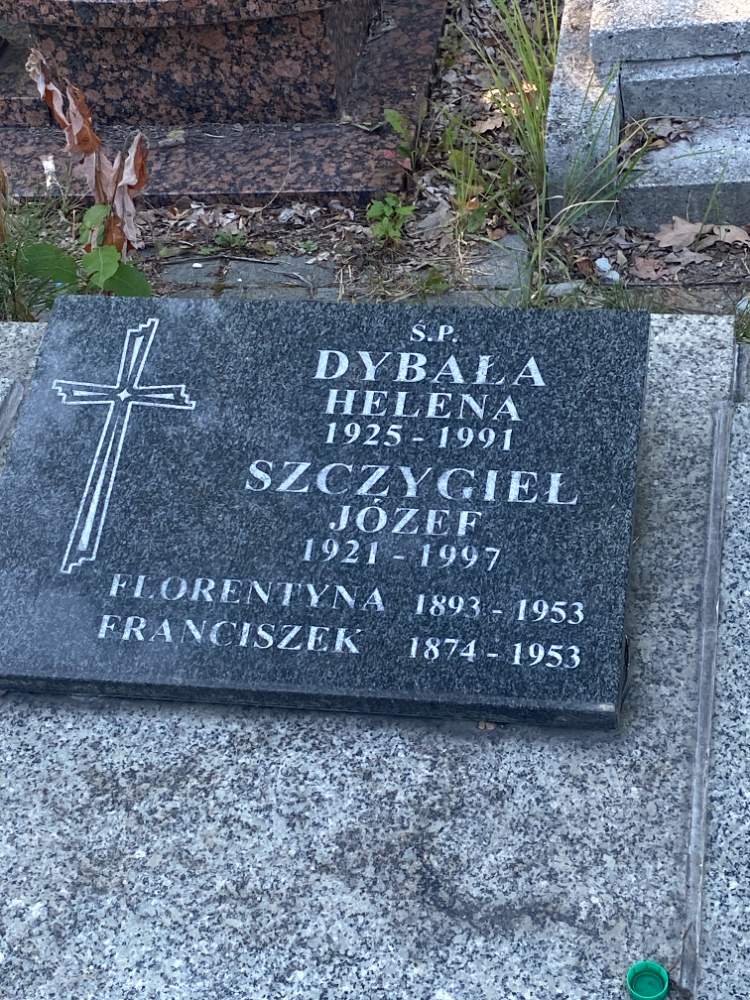 Ś.P.
DYBAŁA
HELENA
1925 - 1991
SZCZYGIEŁ
JÓZEF
1921 - 1997
FLORENTYNA 1893 - 1953
FRANCISZEK 1874 - 1953